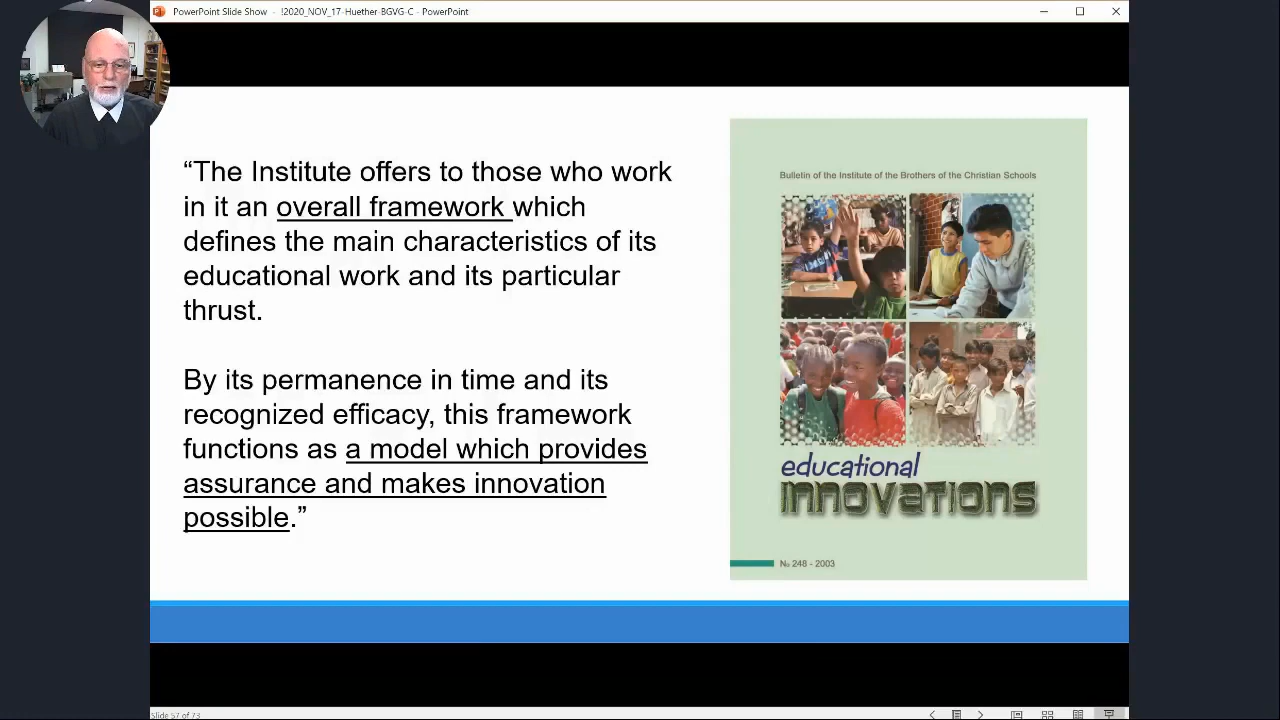 PowerPoint Slide Show - !2020_NOV_17-Huether-BGVG-C - PowerPoint
“The Institute offers to those who work
in it an overall framework which
defines the main characteristics of its
educational work and its particular
thrust.
By its permanence in time and its
recognized efficacy, this framework
functions as a model which provides
assurance and makes innovation
possible.”
Bulletin of the Institute of the Brothers of the Christian Schools
educational
INNOVATIONS
No 248 - 2003
Slide 57 of 73